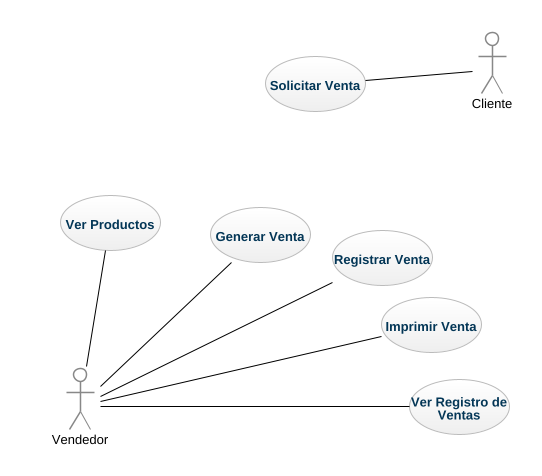 Solicitar Venta
Cliente
Ver Productos
Generar Venta
Registrar Venta
Imprimir Venta
Ver Registro de
Ventas
Vendedor